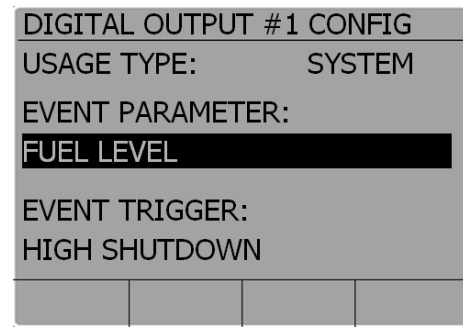 DIGITAL OUTPUT #1 CONFIG
USAGE TYPE: SYSTEM
EVENT PARAMETER:
FUEL LEVEL
EVENT TRIGGER:
HIGH SHUTDOWN